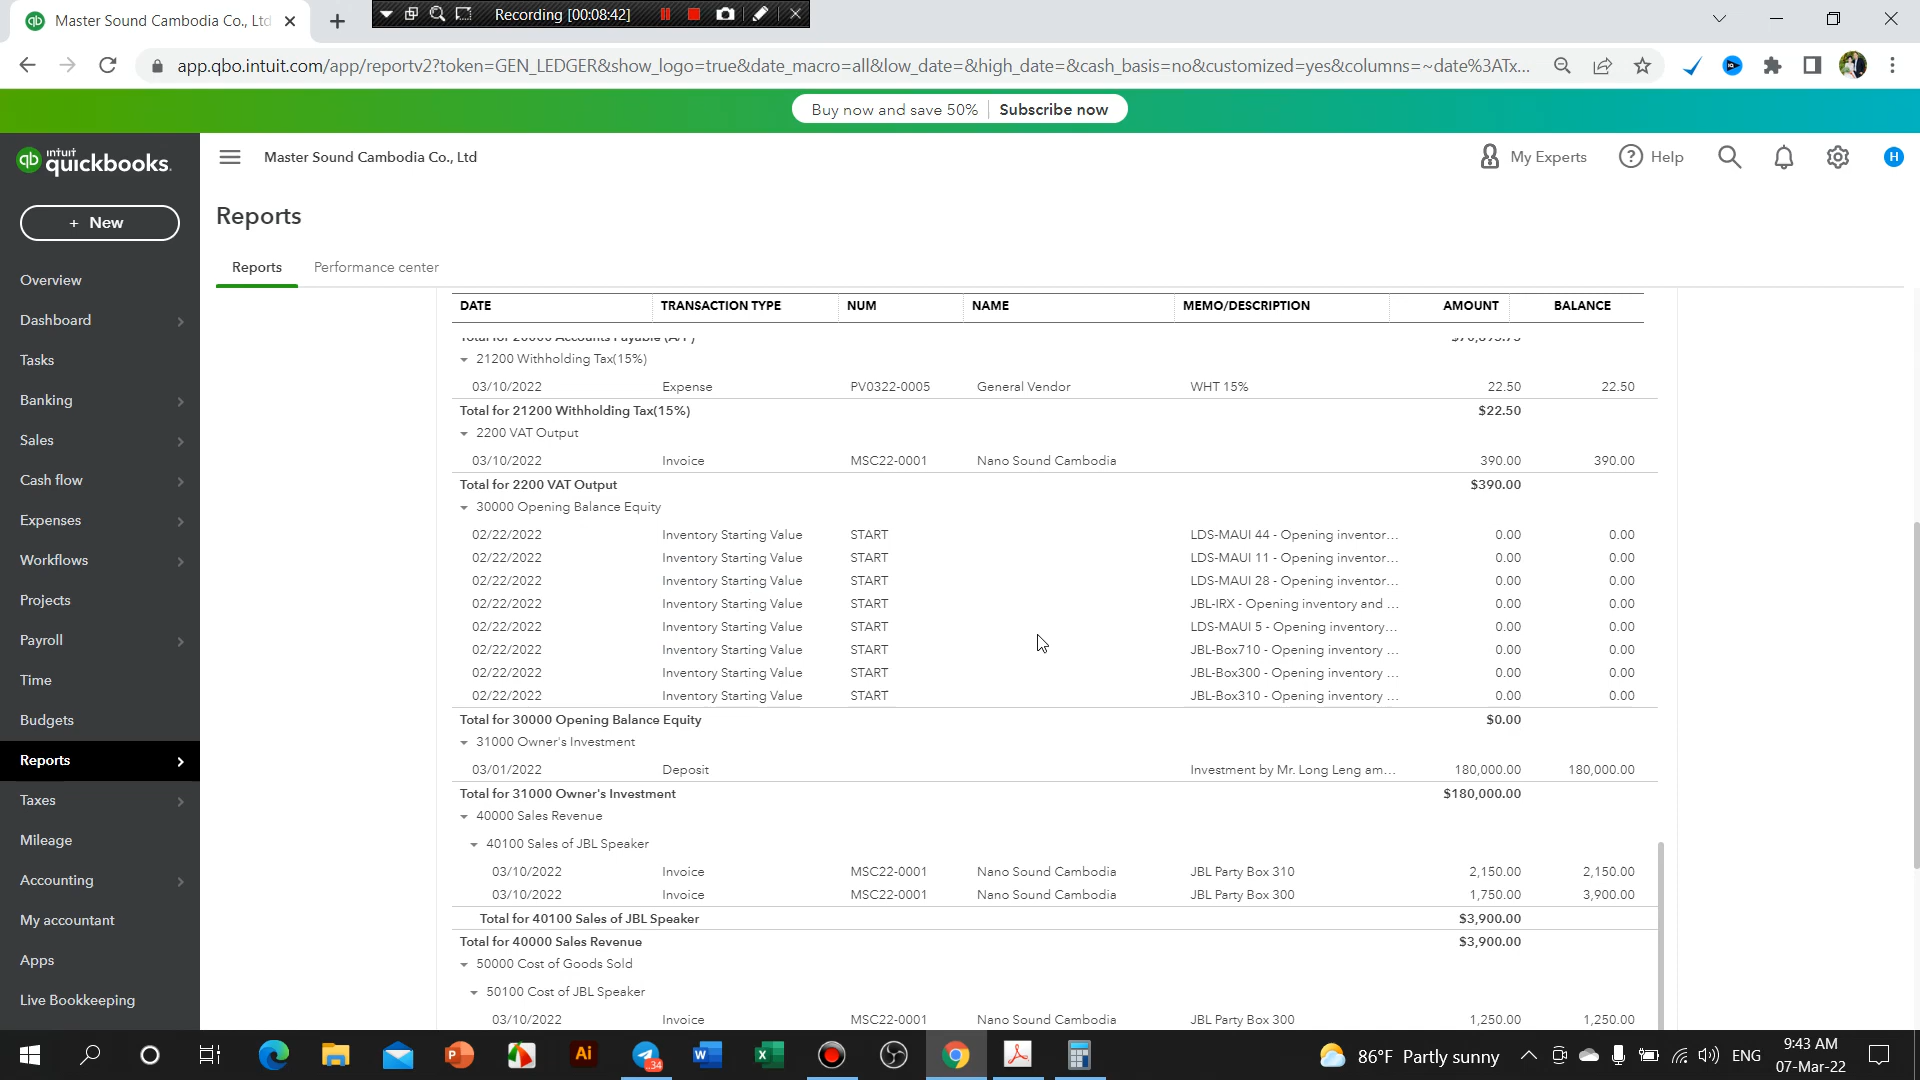 Master Sound Cambodia Co., Ltd
Recording [00:08:42]
app.qbo.intuit.com/app/reportv2?token=GEN_LEDGER&show_logo=true&date_macro=all&low_date=&high_date=&cash_basis=no&customized=yes&columns=~date%3ATx...
Buy now and save 50% Subscribe now
intuit quickbooks.
Master Sound Cambodia Co., Ltd
My Experts
Help
H
+ New
Reports
Reports Performance center
Overview
Dashboard
Tasks
Banking
Sales
Cash flow
Expenses
Workflows
Projects
Payroll
Time
Budgets
Reports
Taxes
Mileage
Accounting
My accountant
Apps
Live Bookkeeping
DATE TRANSACTION TYPE NUM NAME MEMO/DESCRIPTION AMOUNT BALANCE
Total for 20000 Accounts Payable (A/P)
21200 Withholding Tax(15%)
03/10/2022 Expense PV0322-0005 General Vendor WHT 15% 22.50 22.50
Total for 21200 Withholding Tax(15%) $22.50
2200 VAT Output
03/10/2022 Invoice MSC22-0001 Nano Sound Cambodia 390.00 390.00
Total for 2200 VAT Output $390.00
30000 Opening Balance Equity
02/22/2022 Inventory Starting Value START LDS-MAUI 44 - Opening inventor... 0.00 0.00
02/22/2022 Inventory Starting Value START LDS-MAUI 11 - Opening inventor... 0.00 0.00
02/22/2022 Inventory Starting Value START LDS-MAUI 28 - Opening inventor... 0.00 0.00
02/22/2022 Inventory Starting Value START JBL-IRX - Opening inventory and ... 0.00 0.00
02/22/2022 Inventory Starting Value START LDS-MAUI 5 - Opening inventory... 0.00 0.00
02/22/2022 Inventory Starting Value START JBL-Box710 - Opening inventory ... 0.00 0.00
02/22/2022 Inventory Starting Value START JBL-Box300 - Opening inventory ... 0.00 0.00
02/22/2022 Inventory Starting Value START JBL-Box310 - Opening inventory ... 0.00 0.00
Total for 30000 Opening Balance Equity $0.00
31000 Owner's Investment
03/01/2022 Deposit Investment by Mr. Long Leng am... 180,000.00 180,000.00
Total for 31000 Owner's Investment $180,000.00
40000 Sales Revenue
40100 Sales of JBL Speaker
03/10/2022 Invoice MSC22-0001 Nano Sound Cambodia JBL Party Box 310 2,150.00 2,150.00
03/10/2022 Invoice MSC22-0001 Nano Sound Cambodia JBL Party Box 300 1,750.00 3,900.00
Total for 40100 Sales of JBL Speaker $3,900.00
Total for 40000 Sales Revenue $3,900.00
50000 Cost of Goods Sold
50100 Cost of JBL Speaker
03/10/2022 Invoice MSC22-0001 Nano Sound Cambodia JBL Party Box 300 1,250.00 1,250.00
86°F Partly sunny
ENG
9:43 AM
07-Mar-22